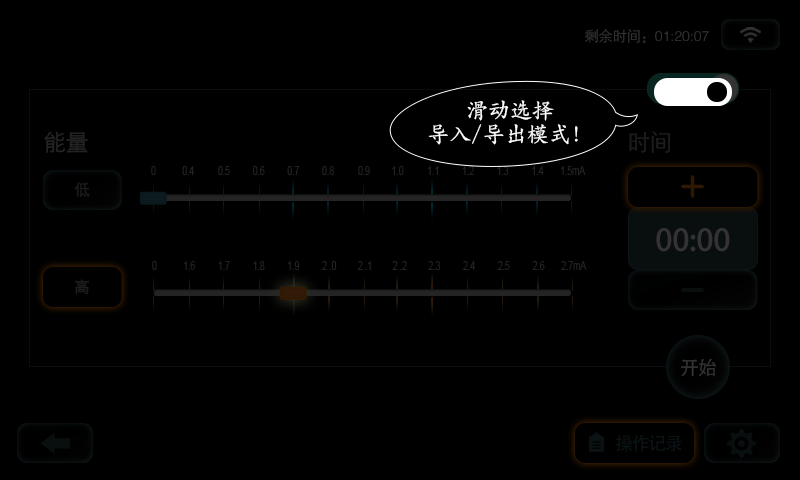 剩余时间：01:20:07
滑动选择
导入/导出模式！
能量
时间
低
0 0.4 0.5 0.6 0.7 0.8 0.9 1.0 1.1 1.2 1.3 1.4 1.5mA
00:00
高
0 1.6 1.7 1.8 1.9 2.0 2.1 2.2 2.3 2.4 2.5 2.6 2.7mA
开始
操作记录